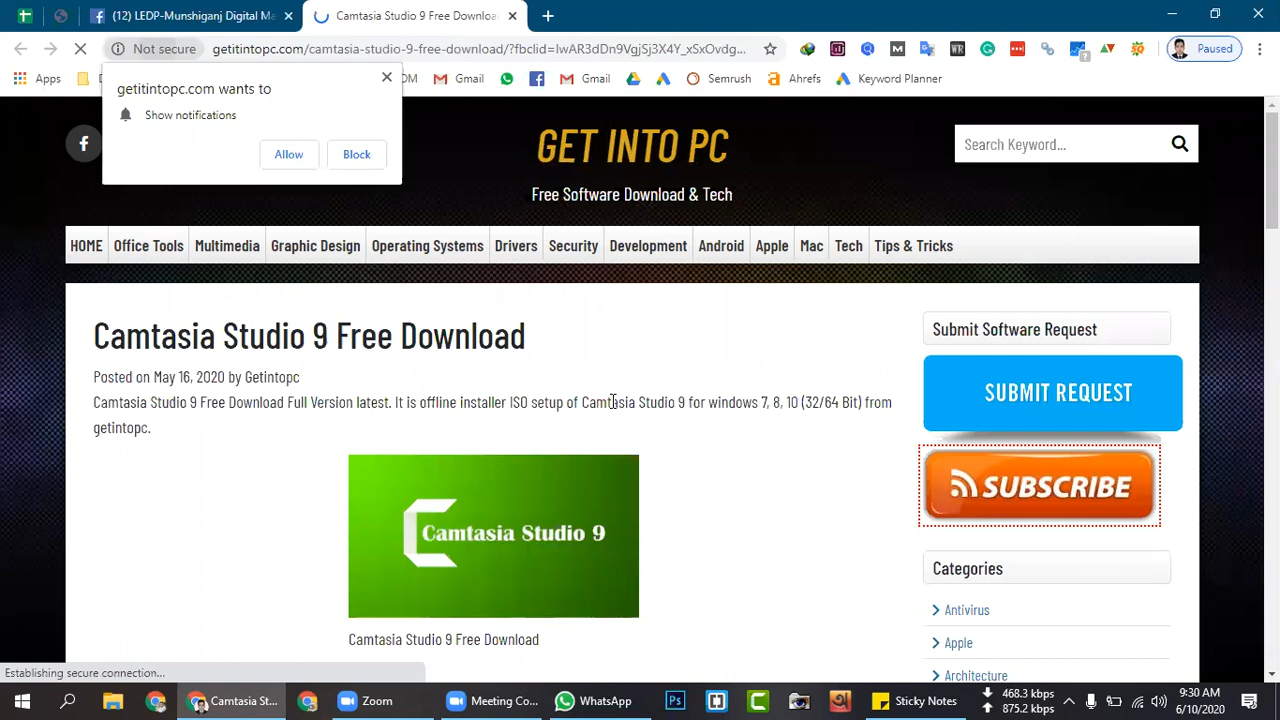 (12) LEDP-Munshiganj Digital Ma
Camtasia Studio 9 Free Downloa
Not secure
getitintopc.com/camtasia-studio-9-free-download/?fbclid=IwAR3dDn9VgjSj3X4Y_xSxOvdg...
Paused
Apps
Gmail
Gmail
Semrush
Ahrefs
Keyword Planner
getitintopc.com wants to
Show notifications
Allow
Block
GET INTO PC
Free Software Download & Tech
Search Keyword...
HOME
Office Tools
Multimedia
Graphic Design
Operating Systems
Drivers
Security
Development
Android
Apple
Mac
Tech
Tips & Tricks
Camtasia Studio 9 Free Download
Posted on May 16, 2020 by Getintopc
Camtasia Studio 9 Free Download Full Version latest. It is offline installer ISO setup of Camtasia Studio 9 for windows 7, 8, 10 (32/64 Bit) from
getintopc.
Camtasia Studio 9
Camtasia Studio 9 Free Download
Submit Software Request
SUBMIT REQUEST
SUBSCRIBE
Categories
Antivirus
Apple
Architecture
Establishing secure connection...
Camtasia St...
Zoom
Meeting Co...
WhatsApp
Sticky Notes
468.3 kbps
875.2 kbps
9:30 AM
6/10/2020